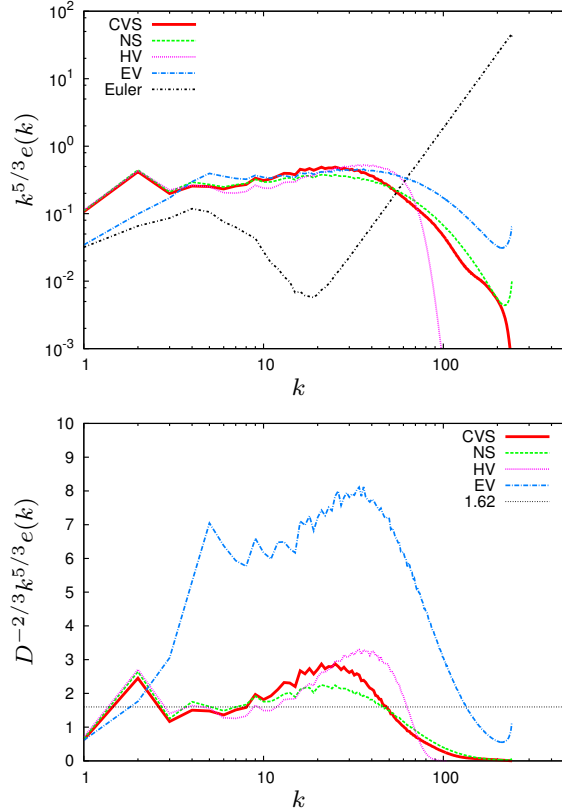 10^2
10^1
10^0
10^{-1}
10^{-2}
10^{-3}
k^{5/3}e(k)
CVS
NS
HV
EV
Euler
1 10 100
k
10
9
8
7
6
5
4
3
2
1
0
D^{-2/3}k^{5/3}e(k)
CVS
NS
HV
EV
1.62
1 10 100
k